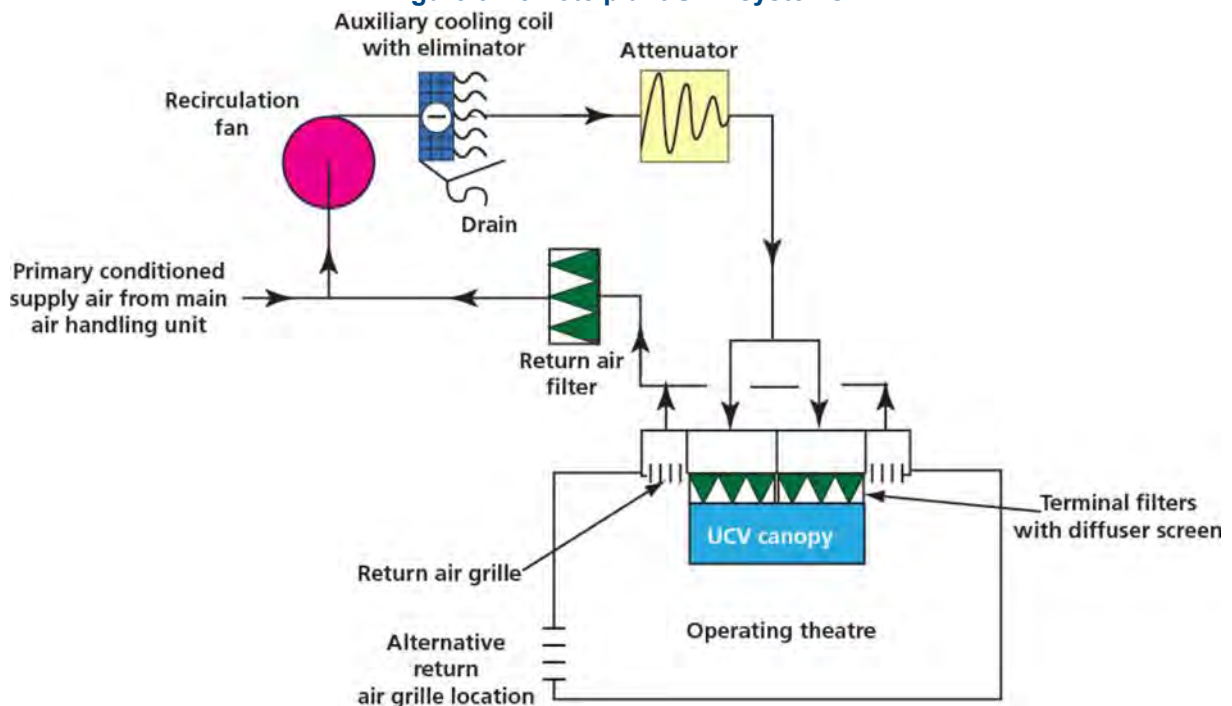 Auxiliary cooling coil
with eliminator
Attenuator
Recirculation
fan
Drain
Primary conditioned
supply air from main
air handling unit
Return air
filter
Terminal filters
with diffuser screen
UCV canopy
Return air grille
Operating theatre
Alternative
return
air grille location